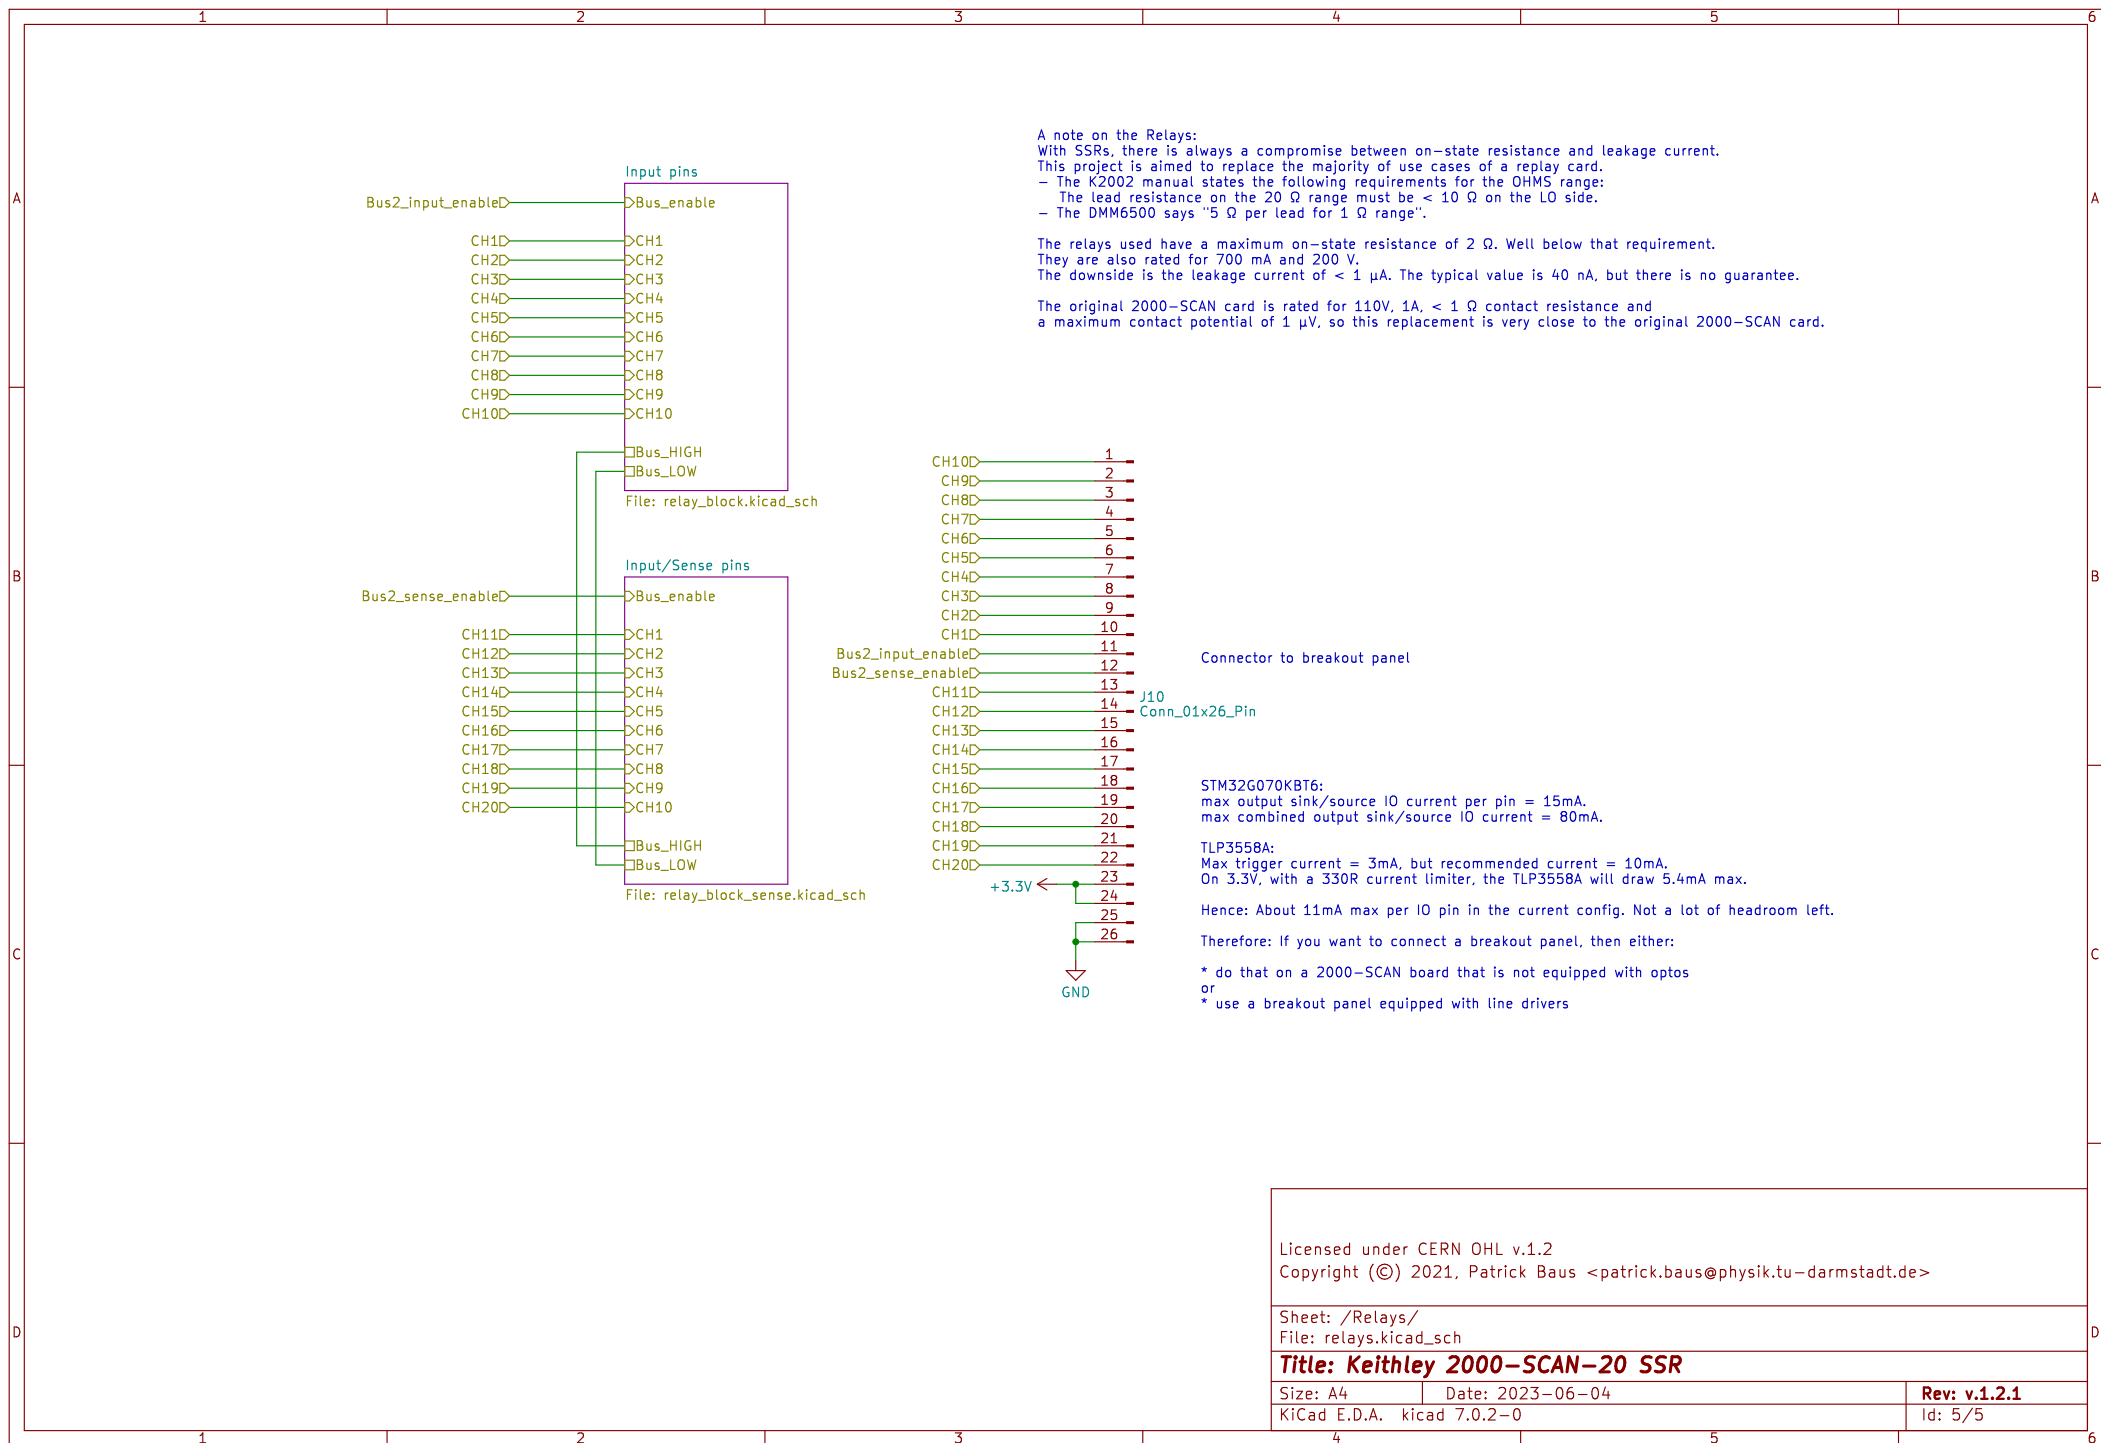 1 2 3 4 5 6
A
B
C
D
A
B
C
D
1 2 3 4 5 6
Input pins
Bus2_input_enable
Bus_enable
CH1 CH1
CH2 CH2
CH3 CH3
CH4 CH4
CH5 CH5
CH6 CH6
CH7 CH7
CH8 CH8
CH9 CH9
CH10 CH10
Bus_HIGH
Bus_LOW
File: relay_block.kicad_sch
Input/Sense pins
Bus2_sense_enable
Bus_enable
CH11 CH1
CH12 CH2
CH13 CH3
CH14 CH4
CH15 CH5
CH16 CH6
CH17 CH7
CH18 CH8
CH19 CH9
CH20 CH10
Bus_HIGH
Bus_LOW
File: relay_block_sense.kicad_sch
A note on the Relays:
With SSRs, there is always a compromise between on-state resistance and leakage current.
This project is aimed to replace the majority of use cases of a replay card.
- The K2002 manual states the following requirements for the OHMS range:
The lead resistance on the 20 Ω range must be < 10 Ω on the LO side.
- The DMM6500 says "5 Ω per lead for 1 Ω range".
The relays used have a maximum on-state resistance of 2 Ω. Well below that requirement.
They are also rated for 700 mA and 200 V.
The downside is the leakage current of < 1 µA. The typical value is 40 nA, but there is no guarantee.
The original 2000-SCAN card is rated for 110V, 1A, < 1 Ω contact resistance and
a maximum contact potential of 1 µV, so this replacement is very close to the original 2000-SCAN card.
CH10 1
CH9 2
CH8 3
CH7 4
CH6 5
CH5 6
CH4 7
CH3 8
CH2 9
CH1 10
Bus2_input_enable 11
Bus2_sense_enable 12
CH11 13
CH12 14
CH13 15
CH14 16
CH15 17
CH16 18
CH17 19
CH18 20
CH19 21
CH20 22
+3.3V 23
24
25
26
GND
J10
Conn_01x26_Pin
Connector to breakout panel
STM32G070KBT6:
max output sink/source IO current per pin = 15mA.
max combined output sink/source IO current = 80mA.
TLP3558A:
Max trigger current = 3mA, but recommended current = 10mA.
On 3.3V, with a 330R current limiter, the TLP3558A will draw 5.4mA max.
Hence: About 11mA max per IO pin in the current config. Not a lot of headroom left.
Therefore: If you want to connect a breakout panel, then either:
* do that on a 2000-SCAN board that is not equipped with optos
or
* use a breakout panel equipped with line drivers
Licensed under CERN OHL v.1.2
Copyright (©) 2021, Patrick Baus <patrick.baus@physik.tu-darmstadt.de>
Sheet: /Relays/
File: relays.kicad_sch
Title: Keithley 2000-SCAN-20 SSR
Size: A4 Date: 2023-06-04 Rev: v.1.2.1
KiCad E.D.A. kicad 7.0.2-0 Id: 5/5